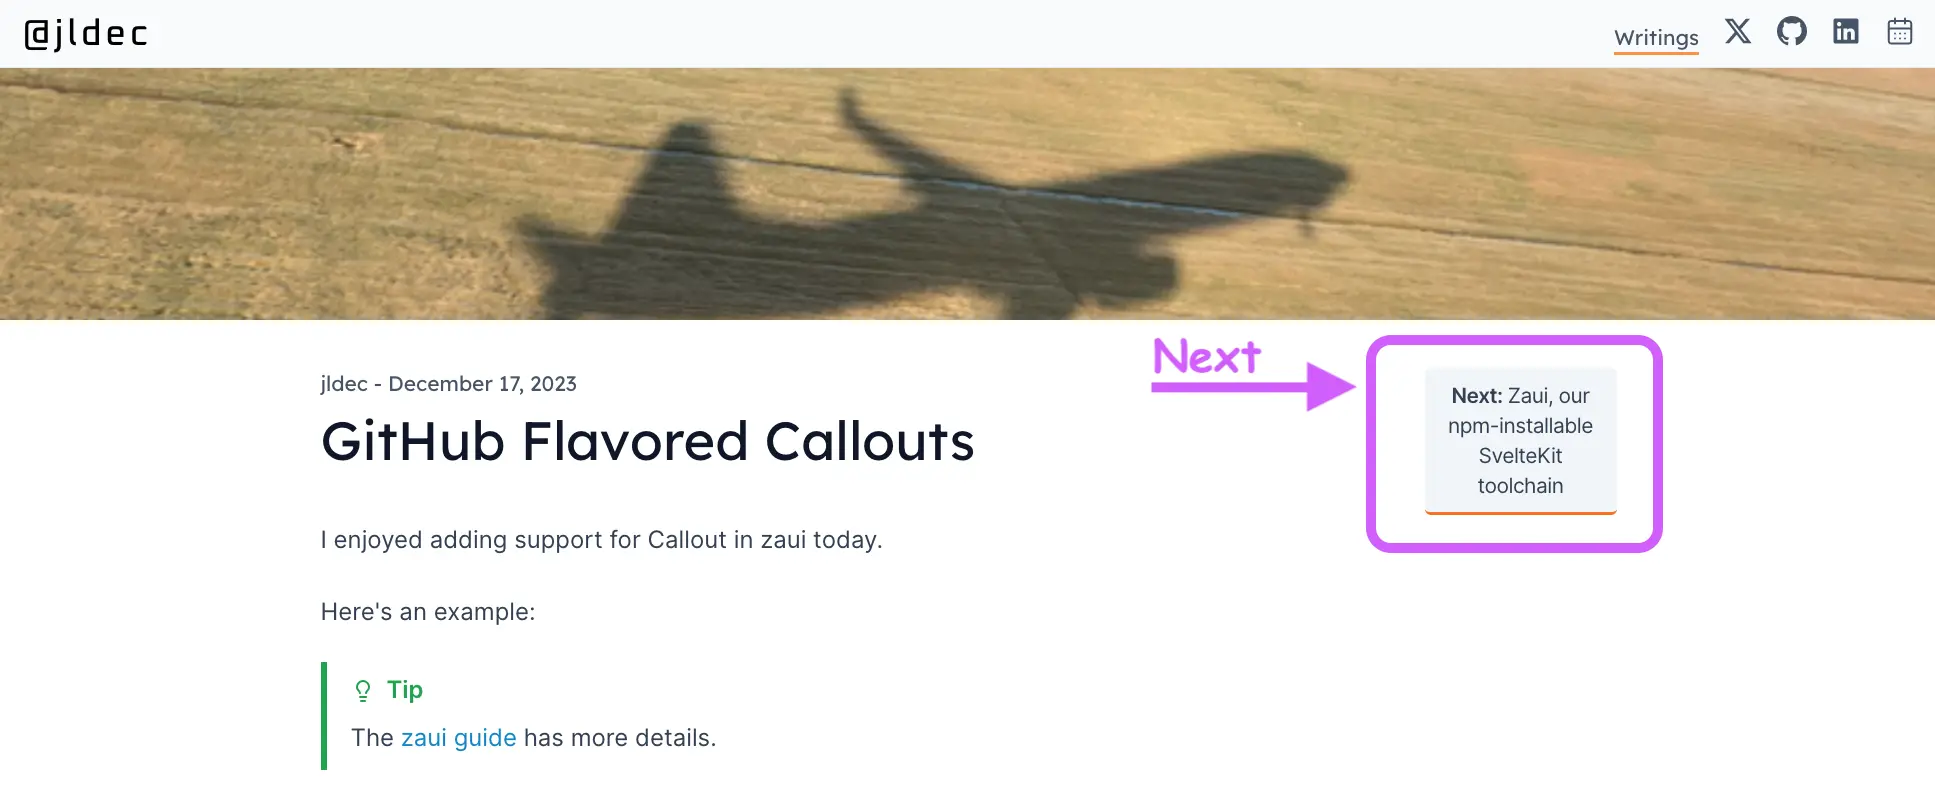 @jldec
Writings
Next
jldec - December 17, 2023
GitHub Flavored Callouts
Next: Zaui, our
npm-installable
SvelteKit
toolchain
I enjoyed adding support for Callout in zaui today.
Here's an example:
Tip
The zaui guide has more details.